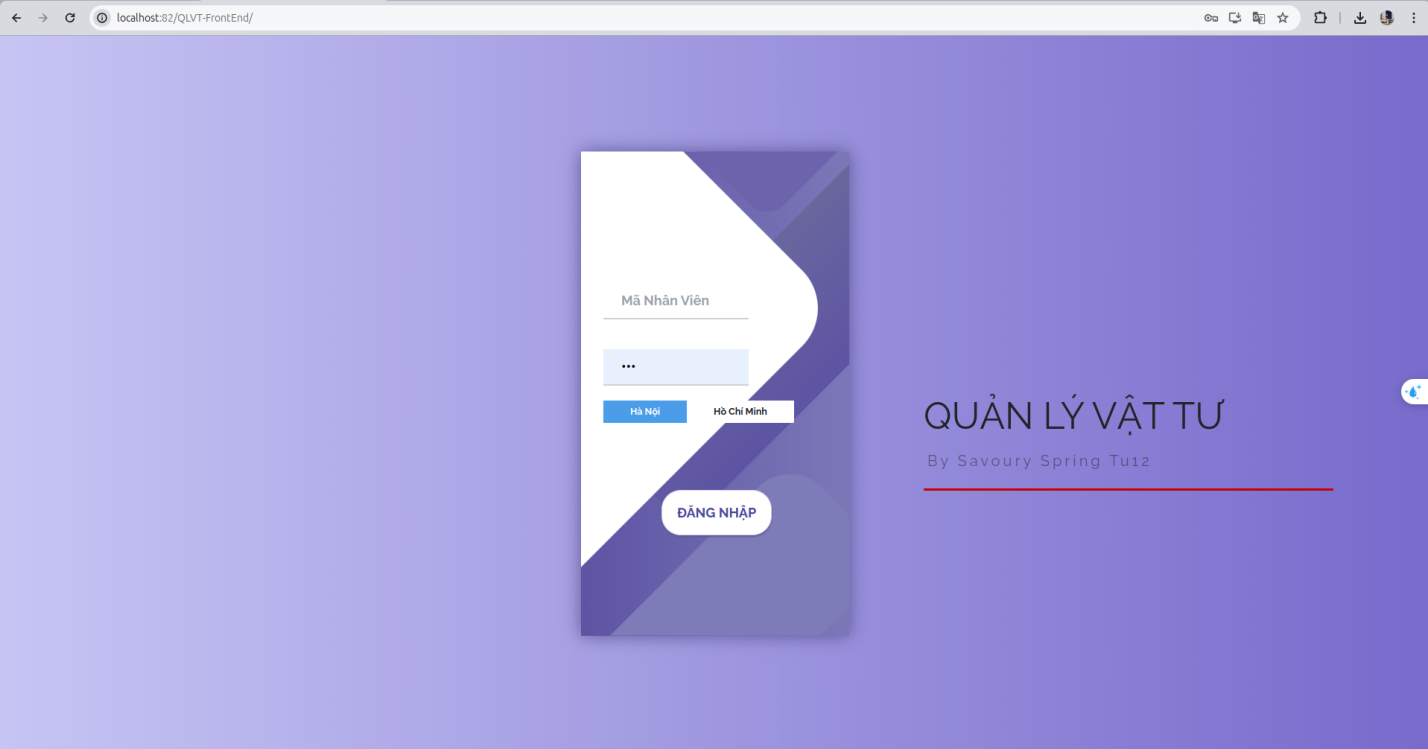 localhost:82/QLVT-FrontEnd/
Mã Nhân Viên
•••
Hà Nội
Hồ Chí Minh
ĐĂNG NHẬP
QUẢN LÝ VẬT TƯ
By Savoury Spring Tu12